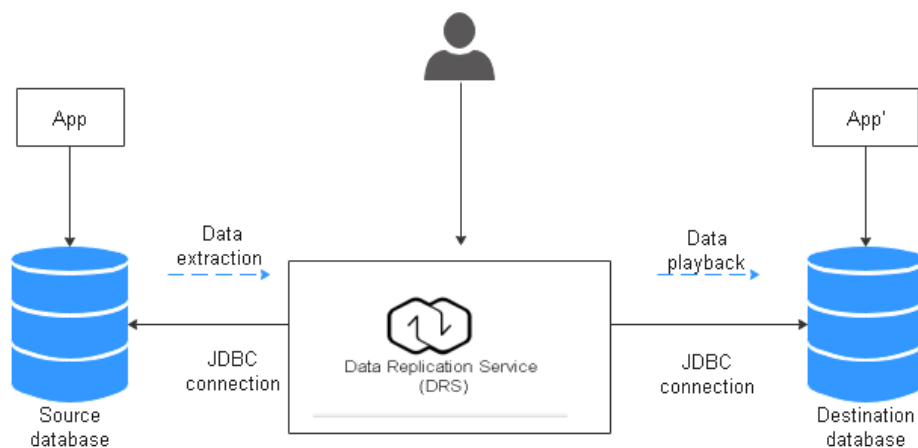 App
App'
Data
extraction
Data
playback
JDBC
connection
Data Replication Service
(DRS)
JDBC
connection
Source
database
Destination
database